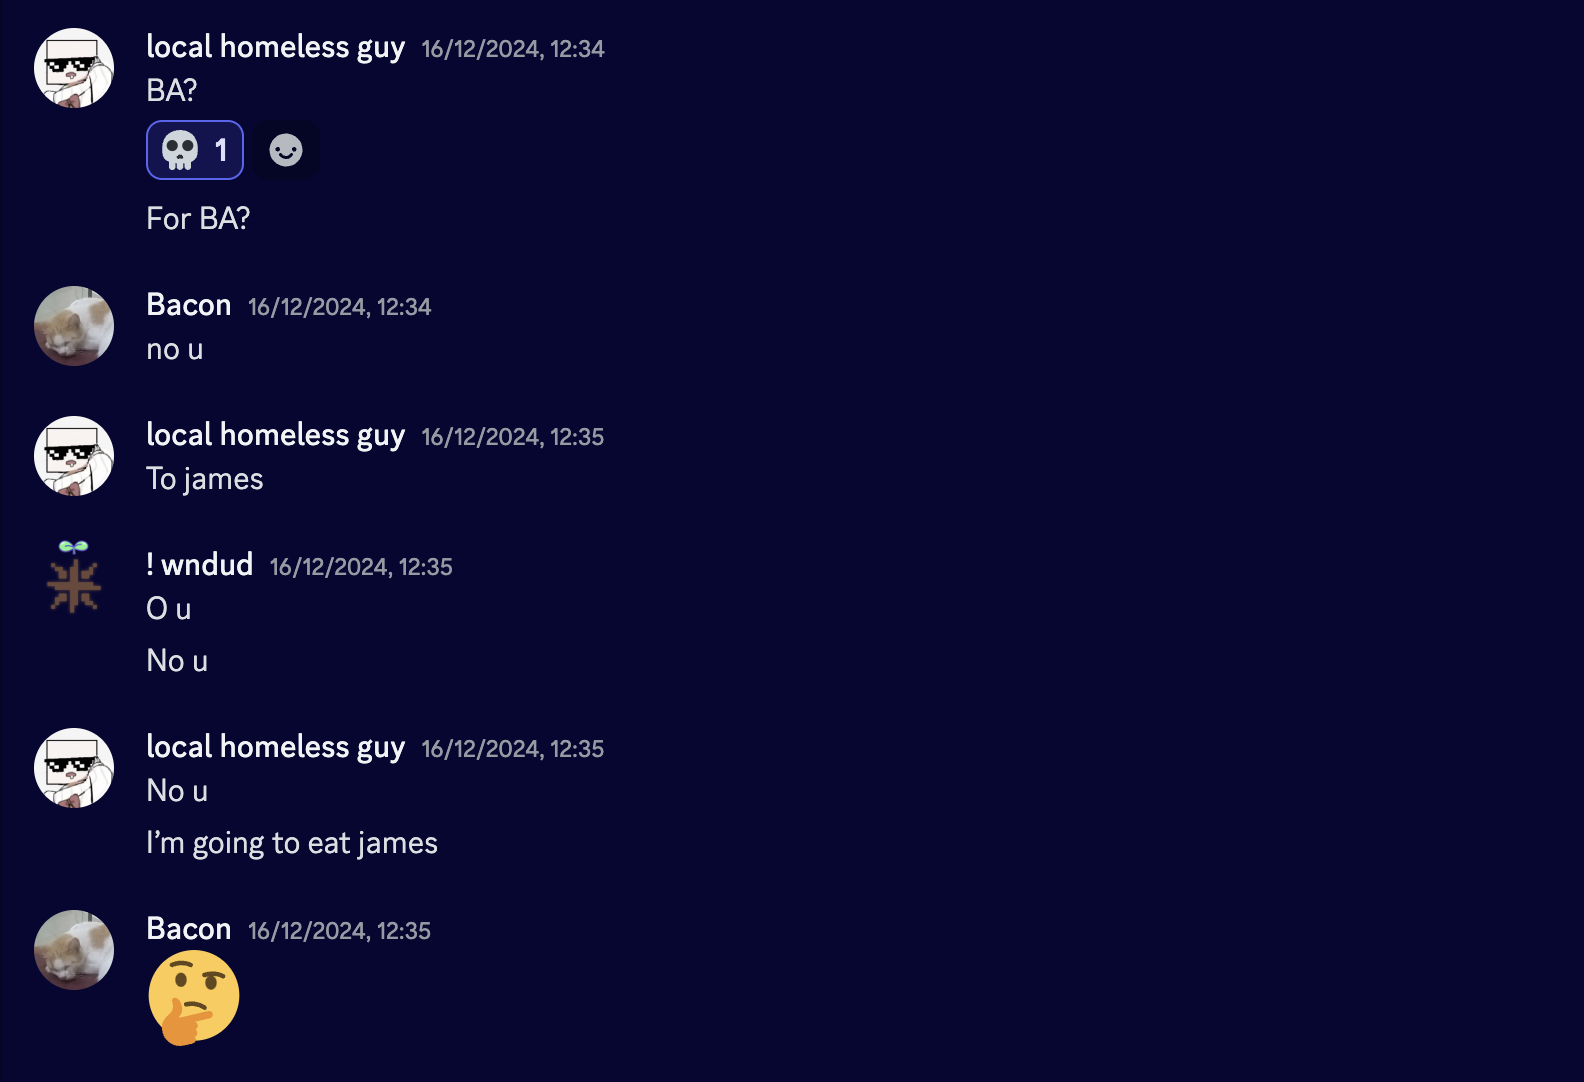 local homeless guy 16/12/2024, 12:34
BA?
1
For BA?
Bacon 16/12/2024, 12:34
no u
local homeless guy 16/12/2024, 12:35
To james
! wndud 16/12/2024, 12:35
O u
No u
local homeless guy 16/12/2024, 12:35
No u
I’m going to eat james
Bacon 16/12/2024, 12:35